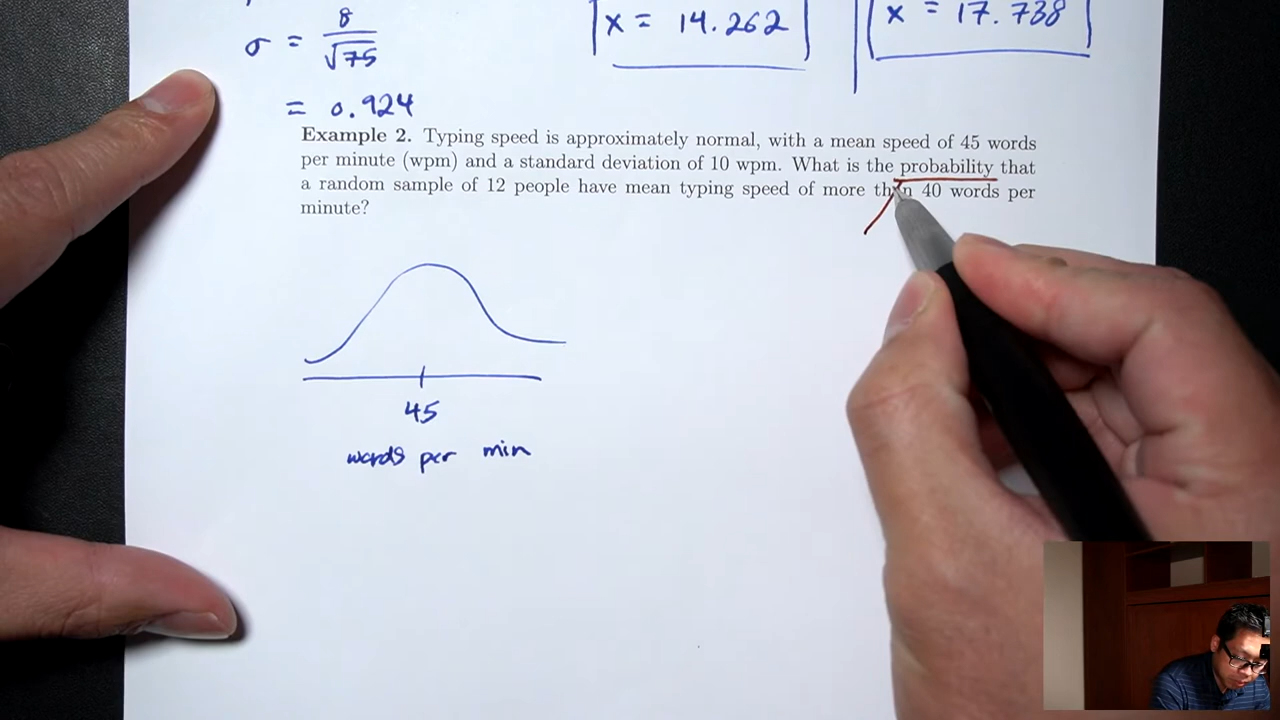 8
σ = √75
x = 14.262
x = 17.738
= 0.924
Example 2. Typing speed is approximately normal, with a mean speed of 45 words
per minute (wpm) and a standard deviation of 10 wpm. What is the probability that
a random sample of 12 people have mean typing speed of more than 40 words per
minute?
45
words per min